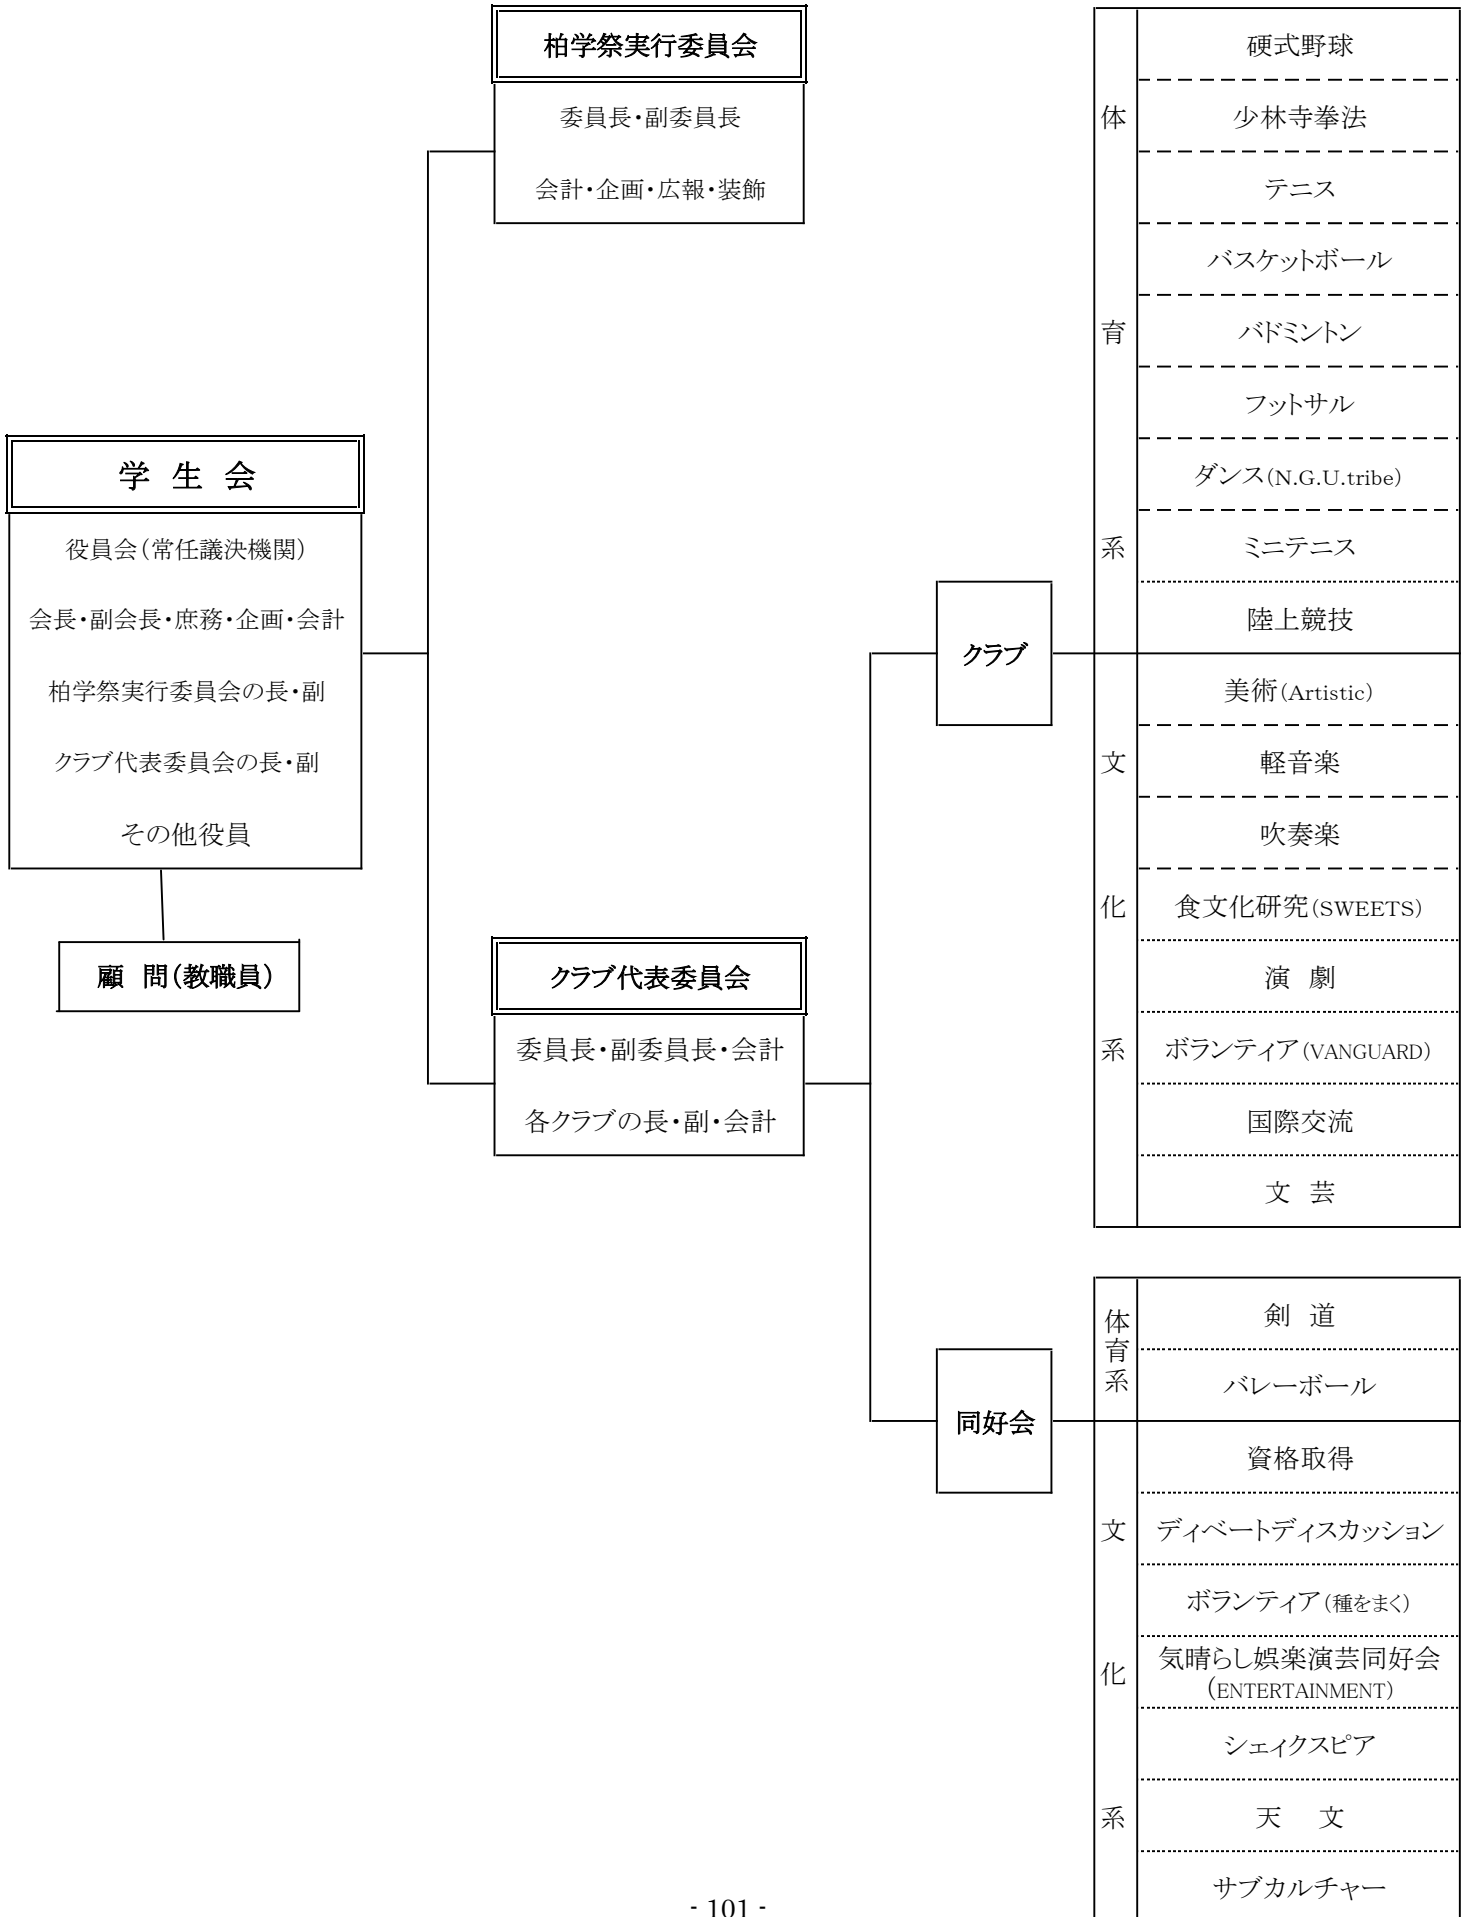 柏学祭実行委員会
委員長・副委員長
会計・企画・広報・装飾
学 生 会
役員会(常任議決機関)
会長・副会長・庶務・企画・会計
柏学祭実行委員会の長・副
クラブ代表委員会の長・副
その他役員
顧 問(教職員)
クラブ代表委員会
委員長・副委員長・会計
各クラブの長・副・会計
クラブ
体育系
硬式野球
少林寺拳法
テニス
バスケットボール
バドミントン
フットサル
ダンス(N.G.U.tribe)
ミニテニス
陸上競技
文化系
美術(Artistic)
軽音楽
吹奏楽
食文化研究(SWEETS)
演 劇
ボランティア(VANGUARD)
国際交流
文 芸
同好会
体育系
剣 道
バレーボール
文化系
資格取得
ディベートディスカッション
ボランティア(種をまく)
気晴らし娯楽演芸同好会
(ENTERTAINMENT)
シェィクスピア
天 文
サブカルチャー
- 101 -